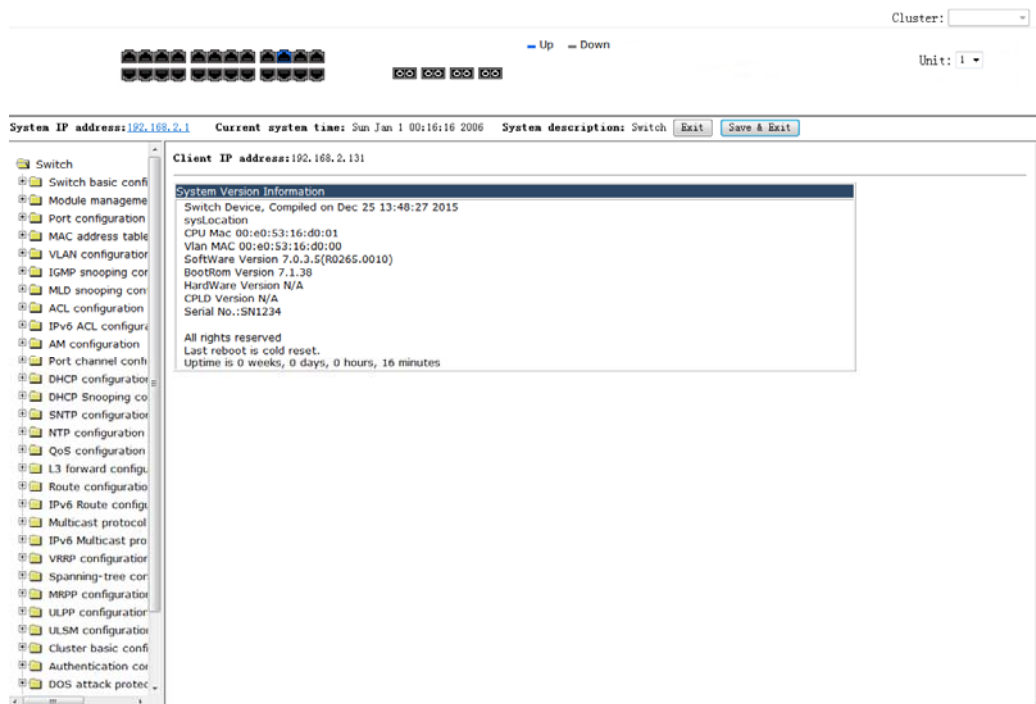 Cluster:
Up Down
Unit: 1
System IP address:192.168.2.1 Current system time: Sun Jan 1 00:16:16 2006 System description: Switch Exit Save & Exit
Client IP address:192.168.2.131
System Version Information
Switch Device, Compiled on Dec 25 13:48:27 2015
sysLocation
CPU Mac 00:e0:53:16:d0:01
Vlan MAC 00:e0:53:16:d0:00
SoftWare Version 7.0.3.5(R0265.0010)
BootRom Version 7.1.38
HardWare Version N/A
CPLD Version N/A
Serial No.:SN1234
All rights reserved
Last reboot is cold reset.
Uptime is 0 weeks, 0 days, 0 hours, 16 minutes
Switch
Switch basic confi
Module manageme
Port configuration
MAC address table
VLAN configuration
IGMP snooping cor
MLD snooping con
ACL configuration
IPv6 ACL configura
AM configuration
Port channel confi
DHCP configuration
DHCP Snooping co
SNTP configuration
NTP configuration
QoS configuration
L3 forward configu
Route configuratio
IPv6 Route configu
Multicast protocol
IPv6 Multicast pro
VRRP configuration
Spanning-tree con
MRPP configuration
ULPP configuration
ULSM configuration
Cluster basic confi
Authentication cor
DOS attack protec